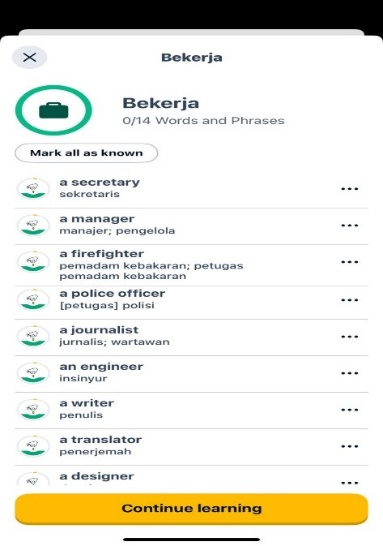 Bekerja
Bekerja
0/14 Words and Phrases
Mark all as known
a secretary
sekretaris
a manager
manajer; pengelola
a firefighter
pemadam kebakaran; petugas
pemadam kebakaran
a police officer
[petugas] polisi
a journalist
jurnalis; wartawan
an engineer
insinyur
a writer
penulis
a translator
penerjemah
a designer
Continue learning